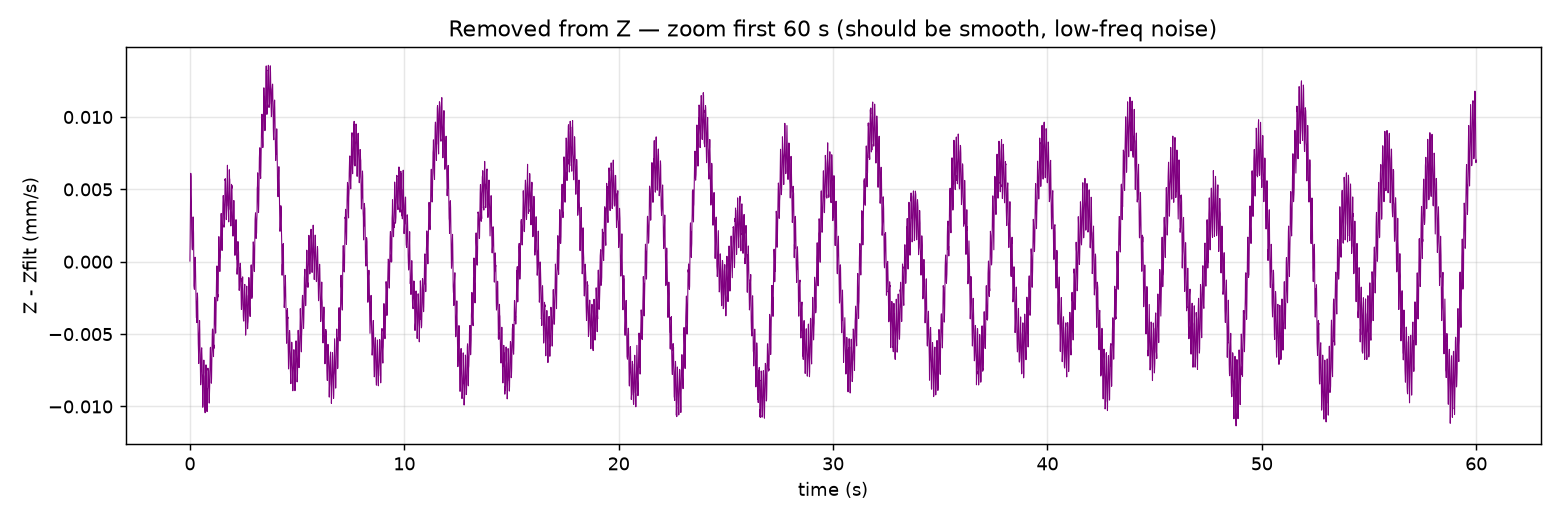 Removed from Z — zoom first 60 s (should be smooth, low-freq noise)
Z - Zfilt (mm/s)
0.010
0.005
0.000
−0.005
−0.010
0 10 20 30 40 50 60
time (s)